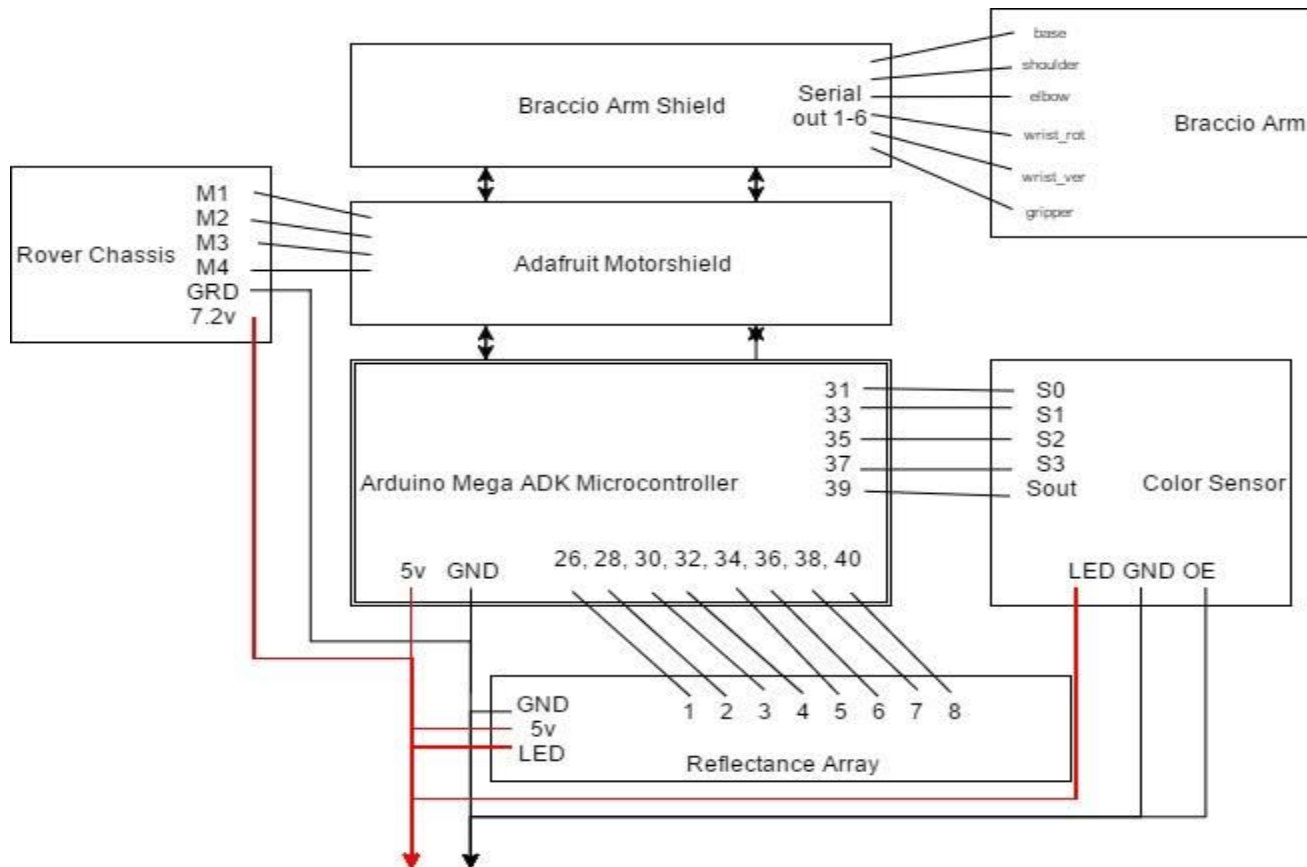 base
shoulder
elbow
wrist_rot
wrist_ver
gripper
Braccio Arm
Braccio Arm Shield
Serial
out 1-6
M1
M2
M3
M4
GRD
7.2v
Rover Chassis
Adafruit Motorshield
Arduino Mega ADK Microcontroller
31
33
35
37
39
5v GND
26, 28, 30, 32, 34, 36, 38, 40
S0
S1
S2
S3
Sout
Color Sensor
LED GND OE
GND
5v
LED
1 2 3 4 5 6 7 8
Reflectance Array